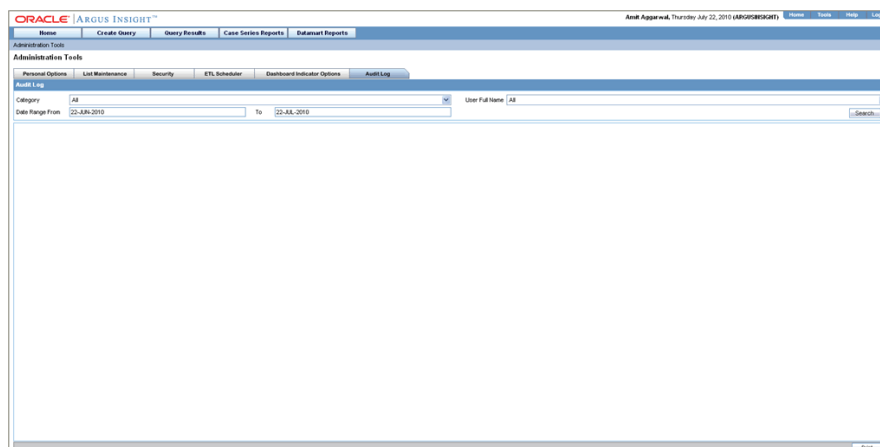 ORACLE ARGUS INSIGHT™
Amit Aggarwal, Thursday July 22, 2010 (ARGUSINSIGHT) Home Tools Help
Home Create Query Query Results Case Series Reports Datamart Reports
Administration Tools
Administration Tools
Personal Options List Maintenance Security ETL Scheduler Dashboard Indicator Options Audit Log
Audit Log
Category All User Full Name All
Date Range From 22-JUN-2010 To 22-JUL-2010 Search